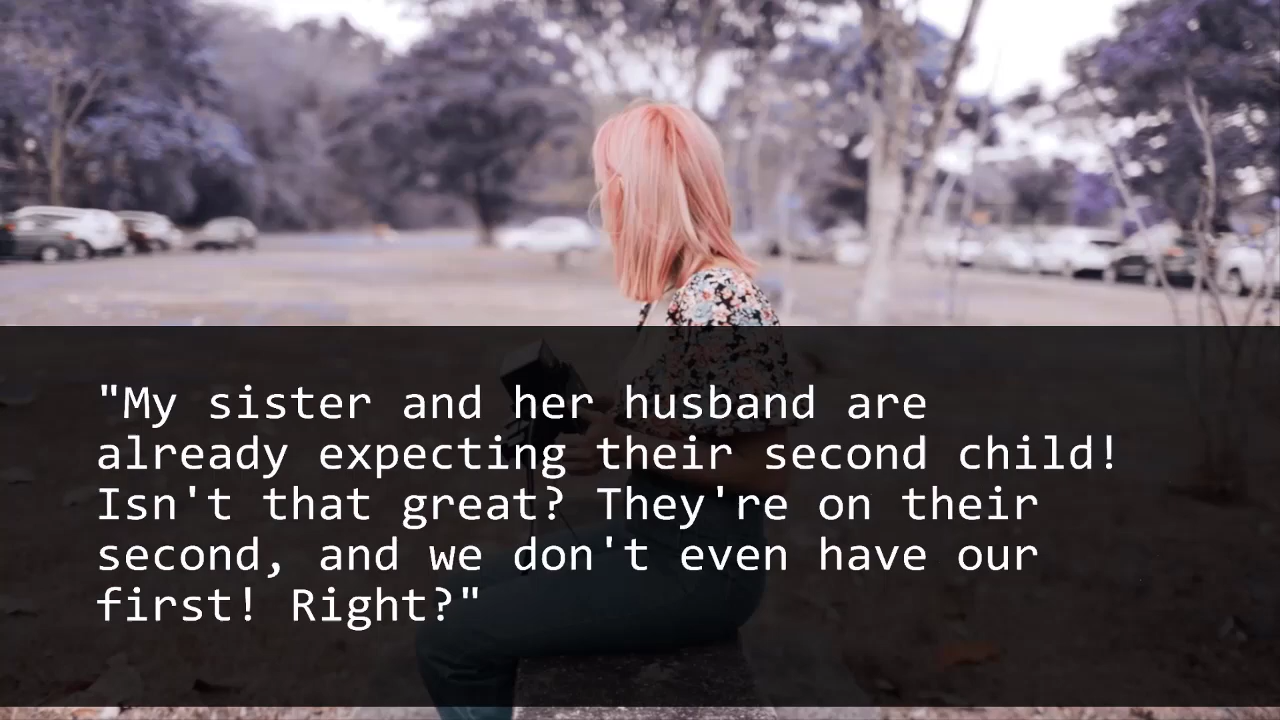 "My sister and her husband are
already expecting their second child!
Isn't that great? They're on their
second, and we don't even have our
first! Right?"